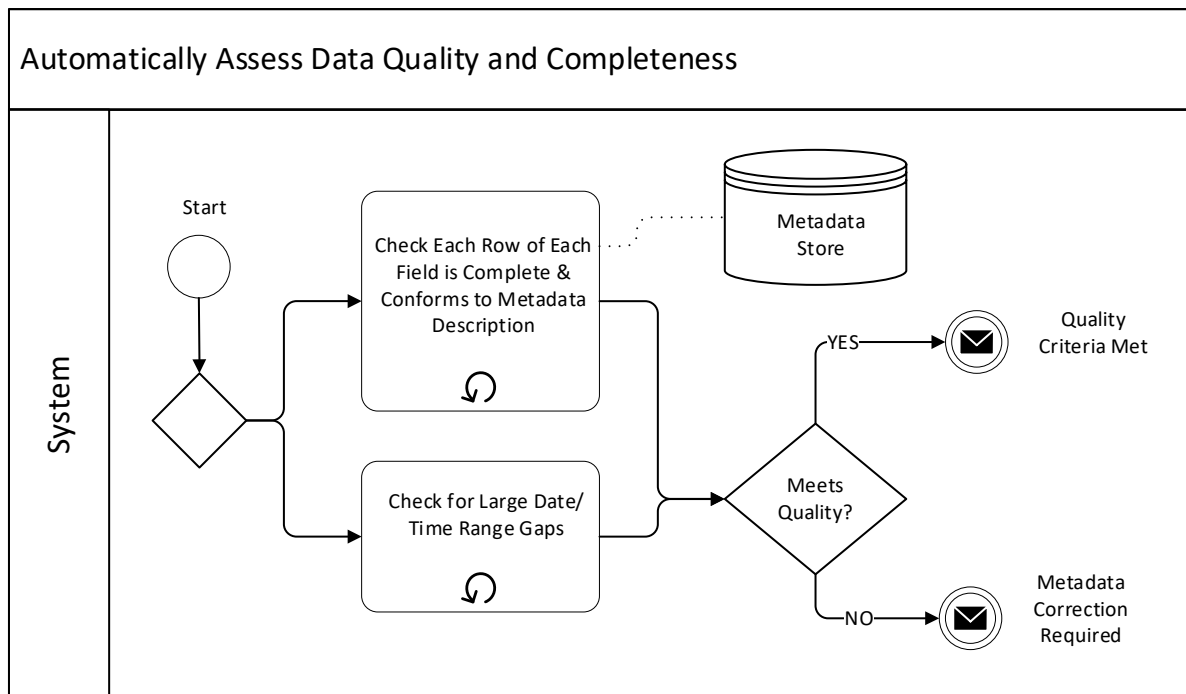 Automatically Assess Data Quality and Completeness
System
Start
Check Each Row of Each
Field is Complete &
Conforms to Metadata
Description
Metadata
Store
Check for Large Date/
Time Range Gaps
Meets
Quality?
YES
Quality
Criteria Met
NO
Metadata
Correction
Required